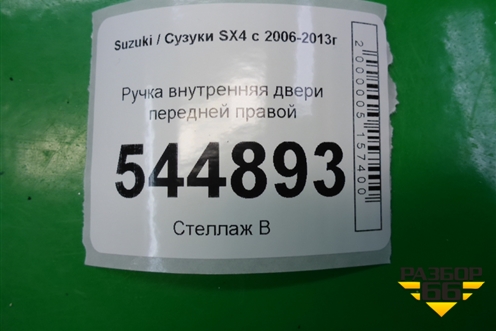 Suzuki / Сузуки SX4 с 2006-2013г
Ручка внутренняя двери
передней правой
544893
Стеллаж В
2000005157400
РАЗБОР
66